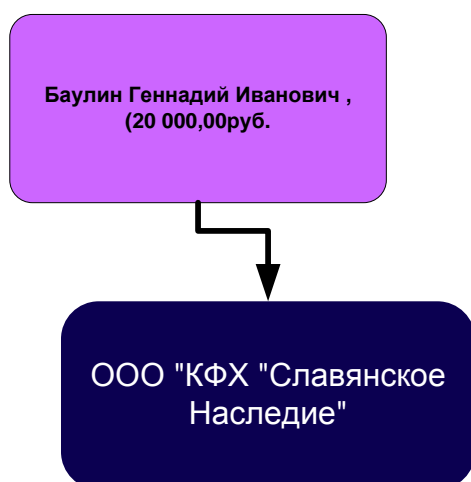 Баулин Геннадий Иванович ,
(20 000,00руб.
ООО "КФХ "Славянское
Наследие"